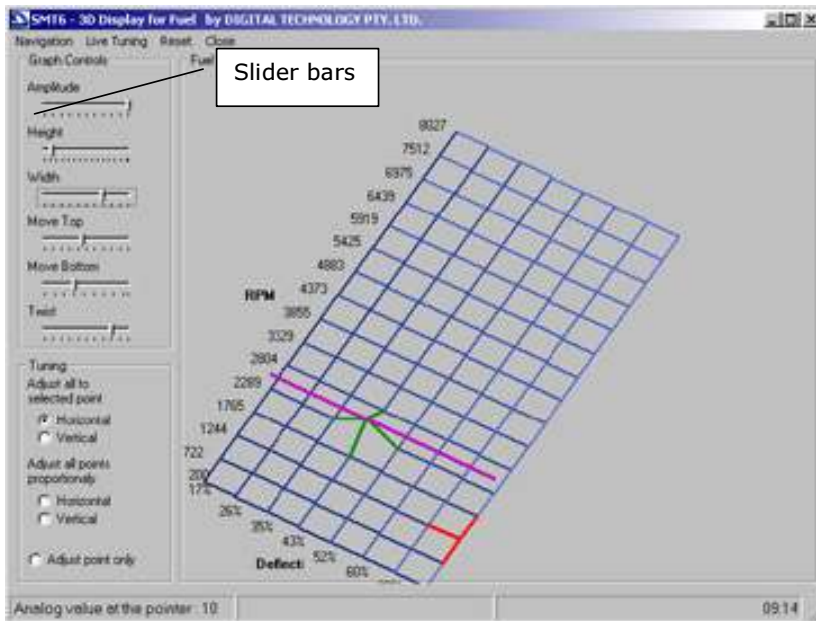 SMT6 - 3D Display for Fuel by DIGITAL TECHNOLOGY PTY. LTD.
Navigation Live Tuning Reset Close
Graph Controls
Fuel
Slider bars
Amplitude
Height
Width
Move Top
Move Bottom
Twist
Tuning
Adjust all to
selected point
Horizontal
Vertical
Adjust all points
proportionaly
Horizontal
Vertical
Adjust point only
8027
7512
6975
6439
5919
5425
4883
4373
RPM
3855
3329
2804
2289
1765
1244
722
200
17%
26%
35%
43%
52%
60%
Deflecti
Analog value at the pointer : 10
09:14